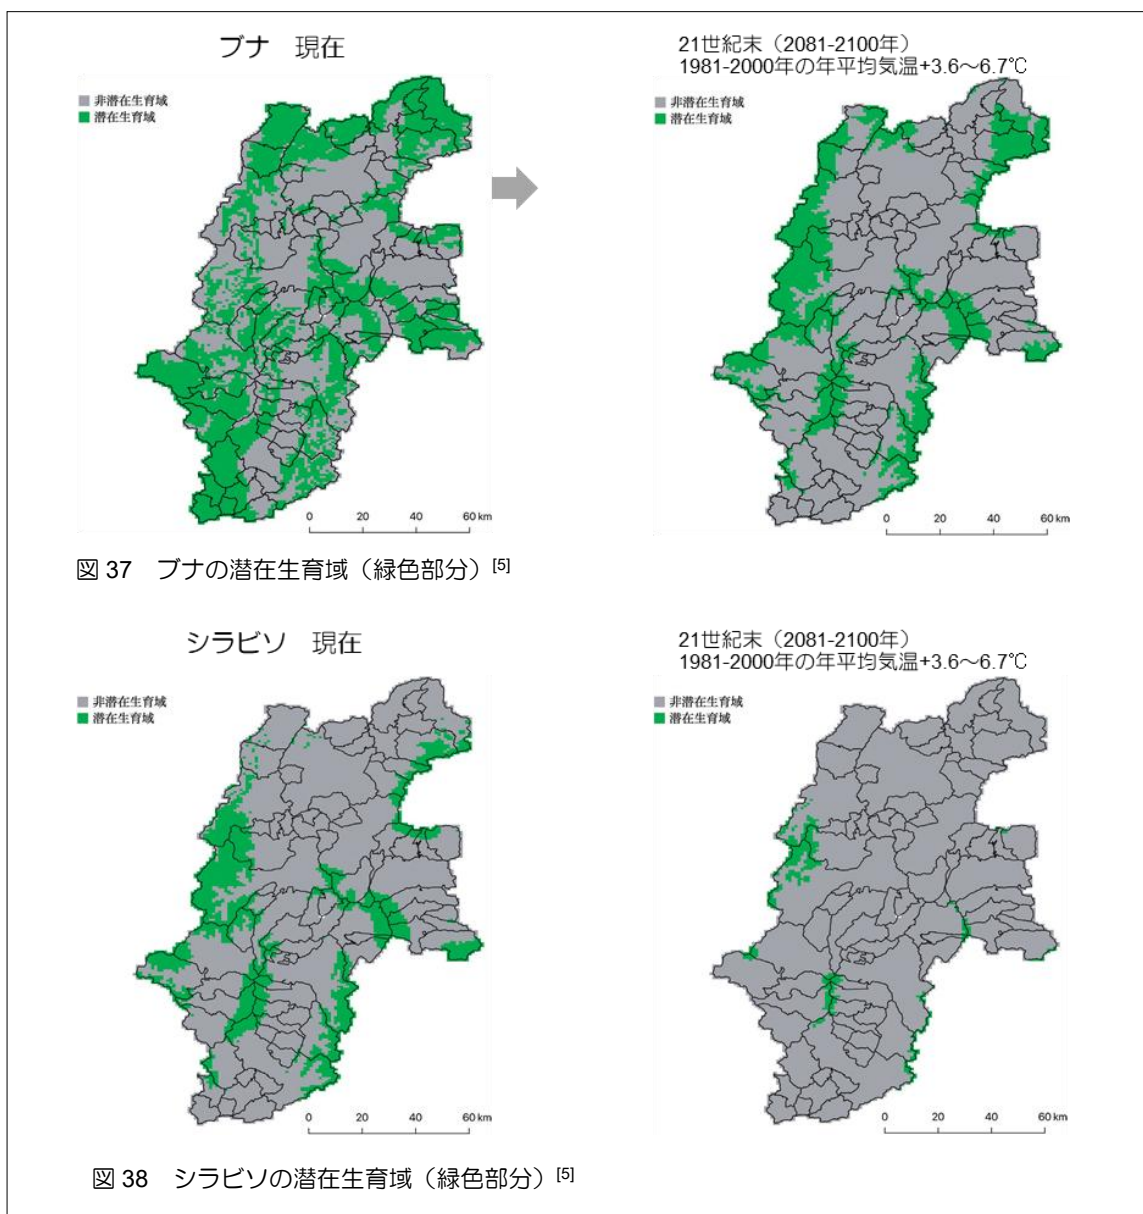 ブナ　現在
非潜在生育域
潜在生育域
0 20 40 60 km
21世紀末（2081-2100年）
1981-2000年の年平均気温+3.6～6.7℃
非潜在生育域
潜在生育域
0 20 40 60 km
図 37　ブナの潜在生育域（緑色部分）[5]
シラビソ　現在
非潜在生育域
潜在生育域
0 20 40 60 km
21世紀末（2081-2100年）
1981-2000年の年平均気温+3.6～6.7℃
非潜在生育域
潜在生育域
0 20 40 60 km
図 38　シラビソの潜在生育域（緑色部分）[5]